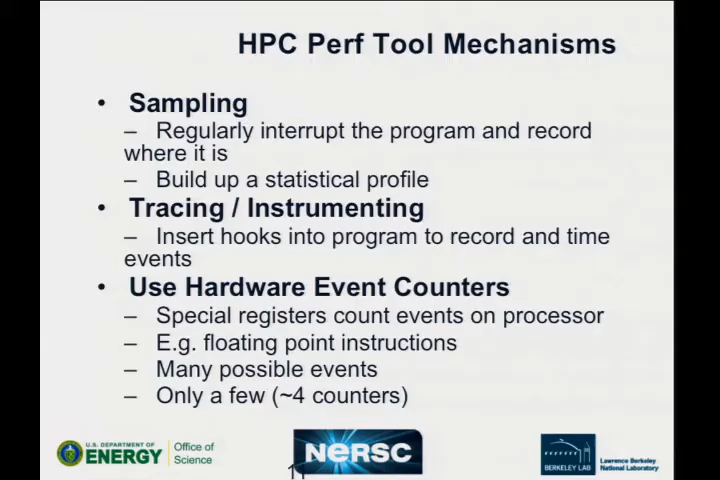 HPC Perf Tool Mechanisms
• Sampling
– Regularly interrupt the program and record
where it is
– Build up a statistical profile
• Tracing / Instrumenting
– Insert hooks into program to record and time
events
• Use Hardware Event Counters
– Special registers count events on processor
– E.g. floating point instructions
– Many possible events
– Only a few (~4 counters)
U.S. DEPARTMENT OF
ENERGY
Office of
Science
NERSC
11
BERKELEY LAB
Lawrence Berkeley
National Laboratory